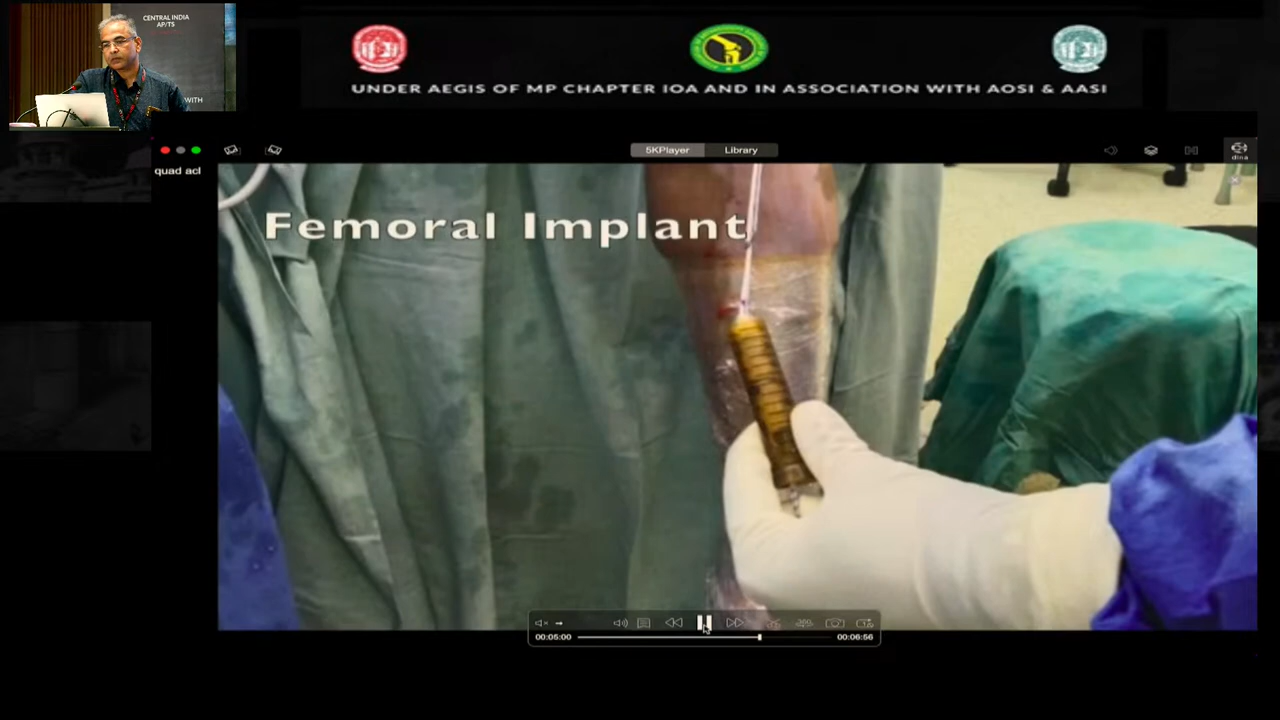 CENTRAL INDIA
AP/TS
WITH
UNDER AEGIS OF MP CHAPTER IOA AND IN ASSOCIATION WITH AOSI & AASI
5KPlayer
Library
quad acl
Femoral Implant
00:05:00
00:06:56